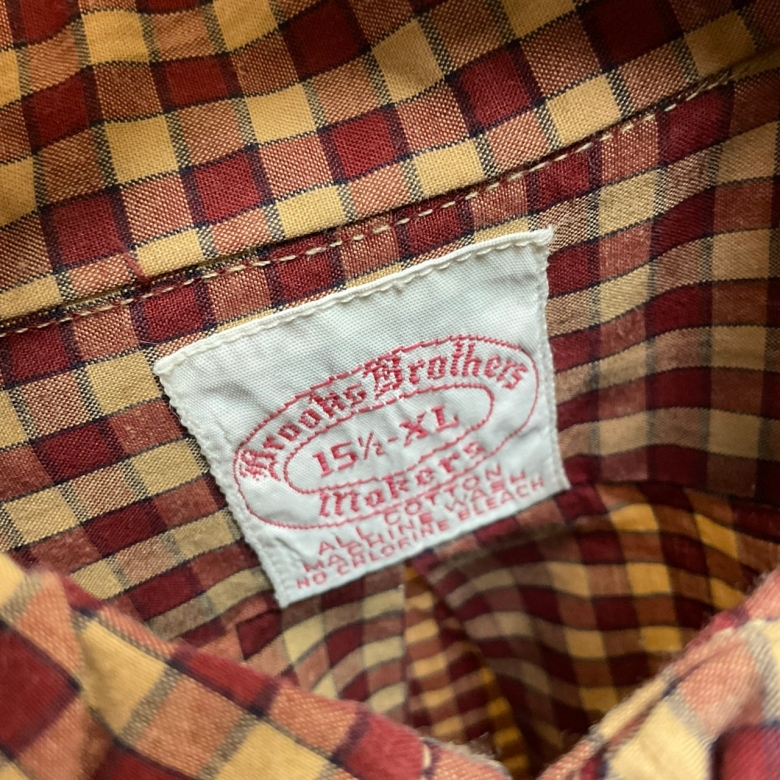 Brooks Brothers
15½-XL
Makers
ALL COTTON
MACHINE WASH
NO CHLORINE BLEACH